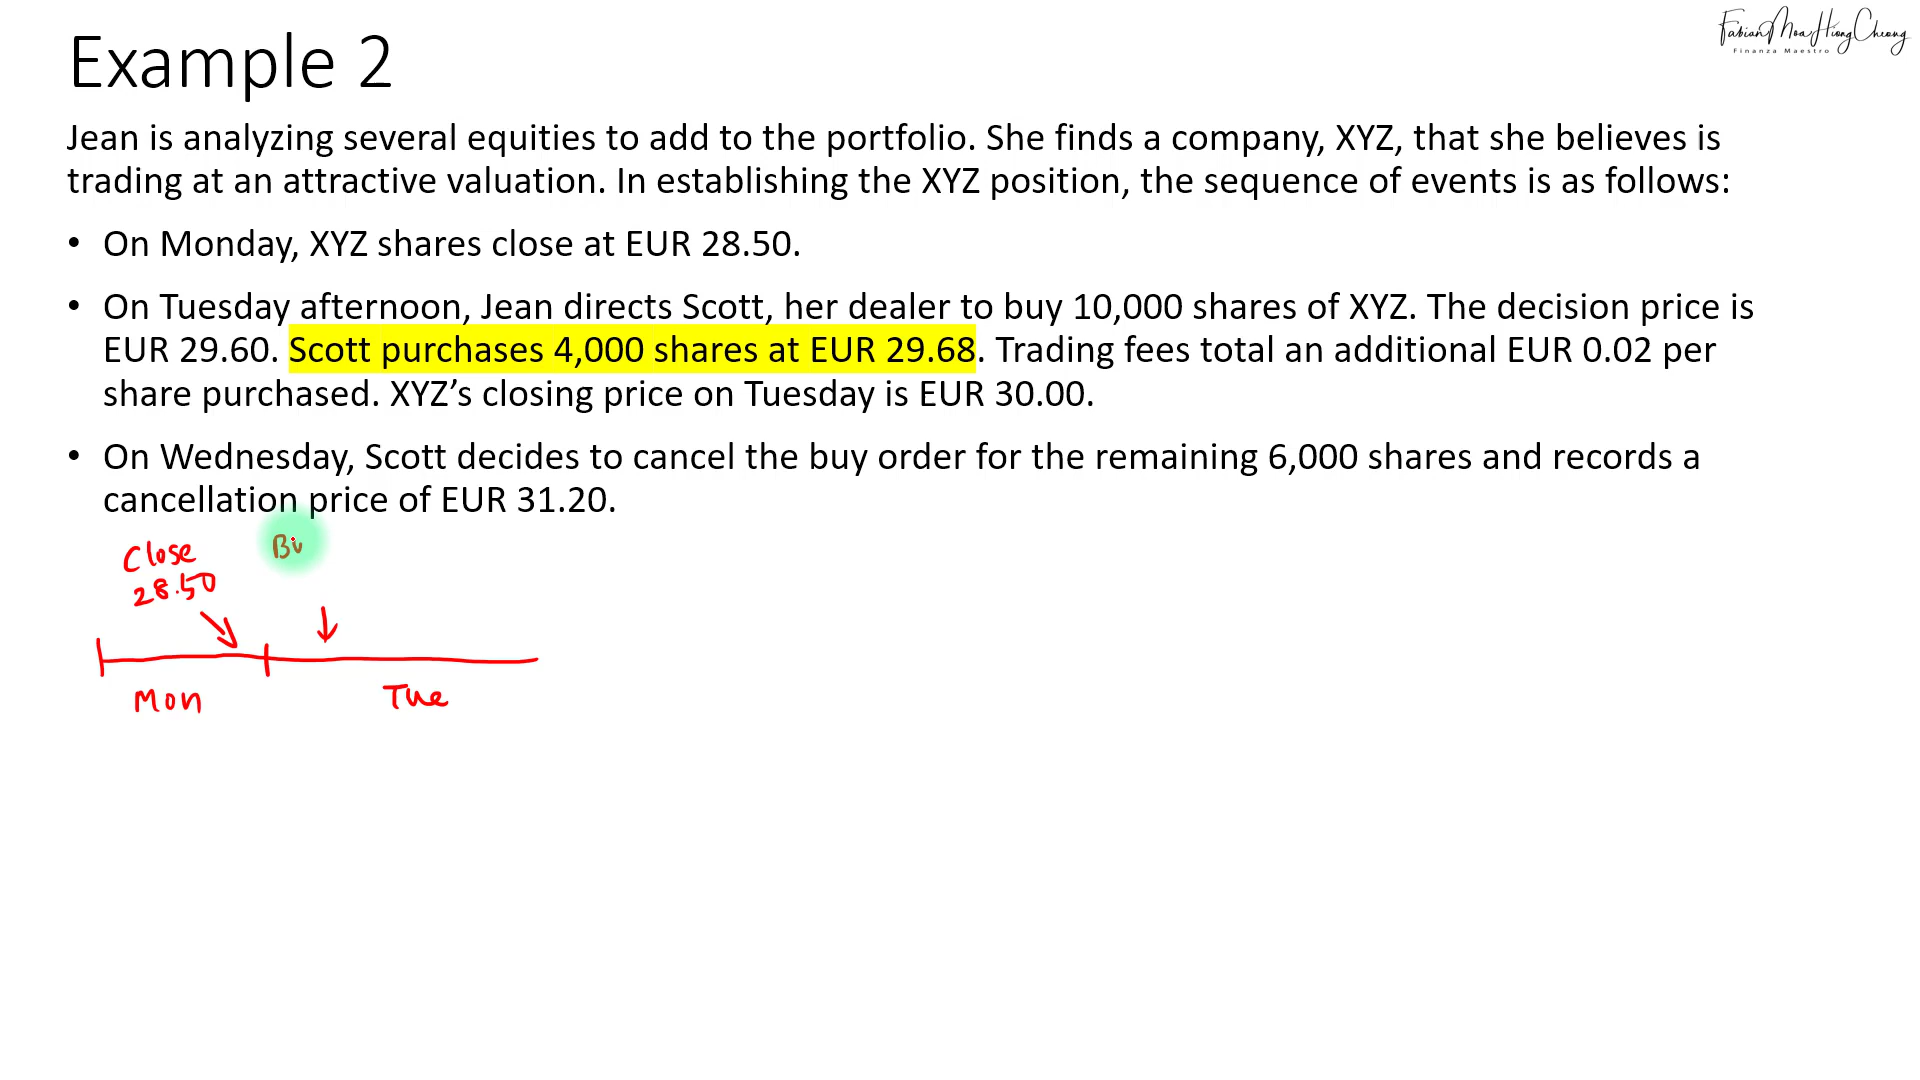 Example 2
Fabian Moa Hiong Cheong
Finanza Maestro
Jean is analyzing several equities to add to the portfolio. She finds a company, XYZ, that she believes is
trading at an attractive valuation. In establishing the XYZ position, the sequence of events is as follows:
• On Monday, XYZ shares close at EUR 28.50.
• On Tuesday afternoon, Jean directs Scott, her dealer to buy 10,000 shares of XYZ. The decision price is
EUR 29.60. Scott purchases 4,000 shares at EUR 29.68. Trading fees total an additional EUR 0.02 per
share purchased. XYZ’s closing price on Tuesday is EUR 30.00.
• On Wednesday, Scott decides to cancel the buy order for the remaining 6,000 shares and records a
cancellation price of EUR 31.20.
Close
28.50
Mon
Tue